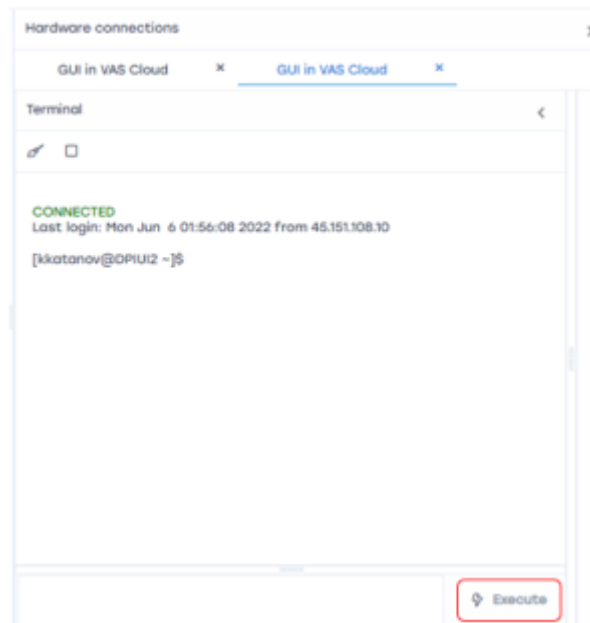 Hardware connections
GUI in VAS Cloud × GUI in VAS Cloud ×
Terminal
CONNECTED
Last login: Mon Jun 6 01:56:08 2022 from 45.151.108.10
[kkatanov@DPIUI2 ~]$
Execute